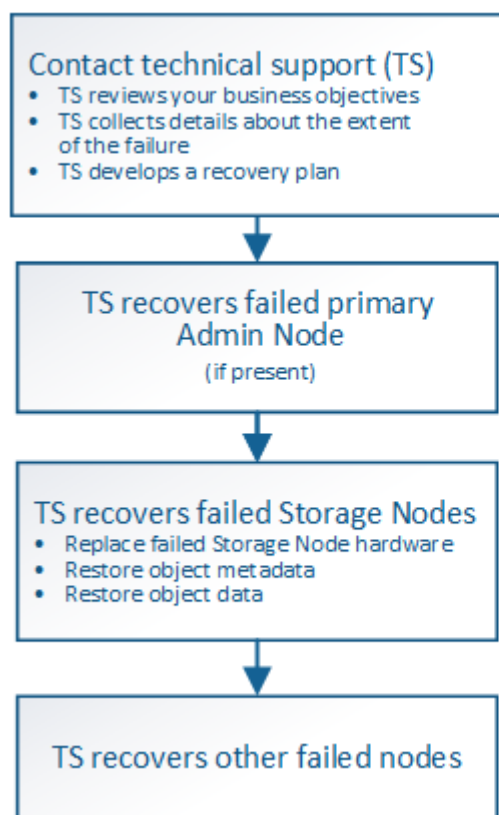 Contact technical support (TS)
• TS reviews your business objectives
• TS collects details about the extent
of the failure
• TS develops a recovery plan
TS recovers failed primary
Admin Node
(if present)
TS recovers failed Storage Nodes
• Replace failed Storage Node hardware
• Restore object metadata
• Restore object data
TS recovers other failed nodes